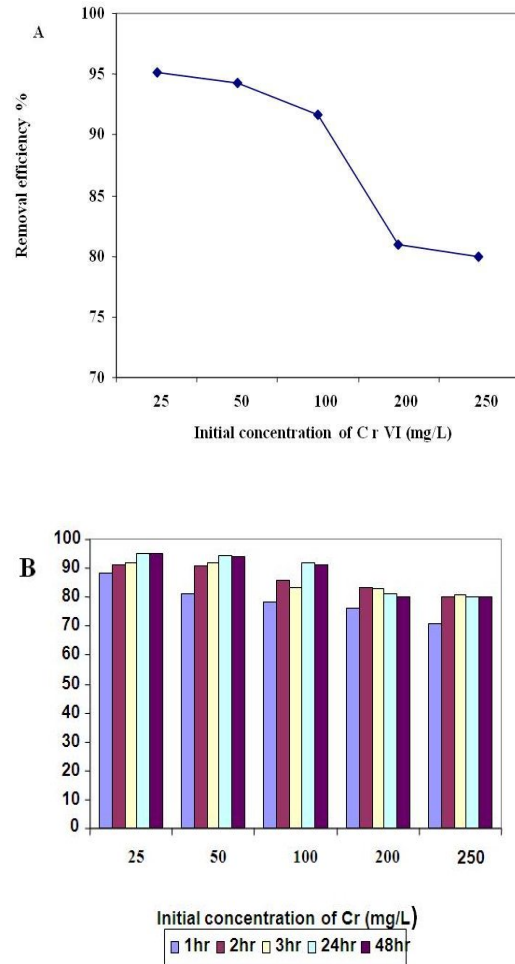 A
Removal efficiency %
100
95
90
85
80
75
70
25 50 100 200 250
Initial concentration of C r VI (mg/L)
B
100
90
80
70
60
50
40
30
20
10
0
25 50 100 200 250
Initial concentration of Cr (mg/L)
1hr 2hr 3hr 24hr 48hr